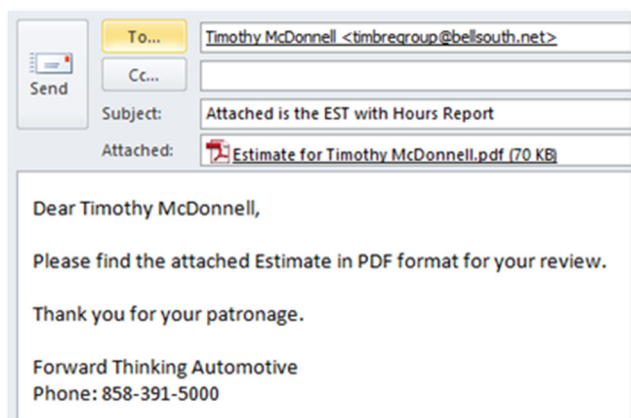 To...
Timothy McDonnell <timbregroup@bellsouth.net>
Send
Cc...
Subject:
Attached is the EST with Hours Report
Attached:
Estimate for Timothy McDonnell.pdf (70 KB)
Dear Timothy McDonnell,
Please find the attached Estimate in PDF format for your review.
Thank you for your patronage.
Forward Thinking Automotive
Phone: 858-391-5000